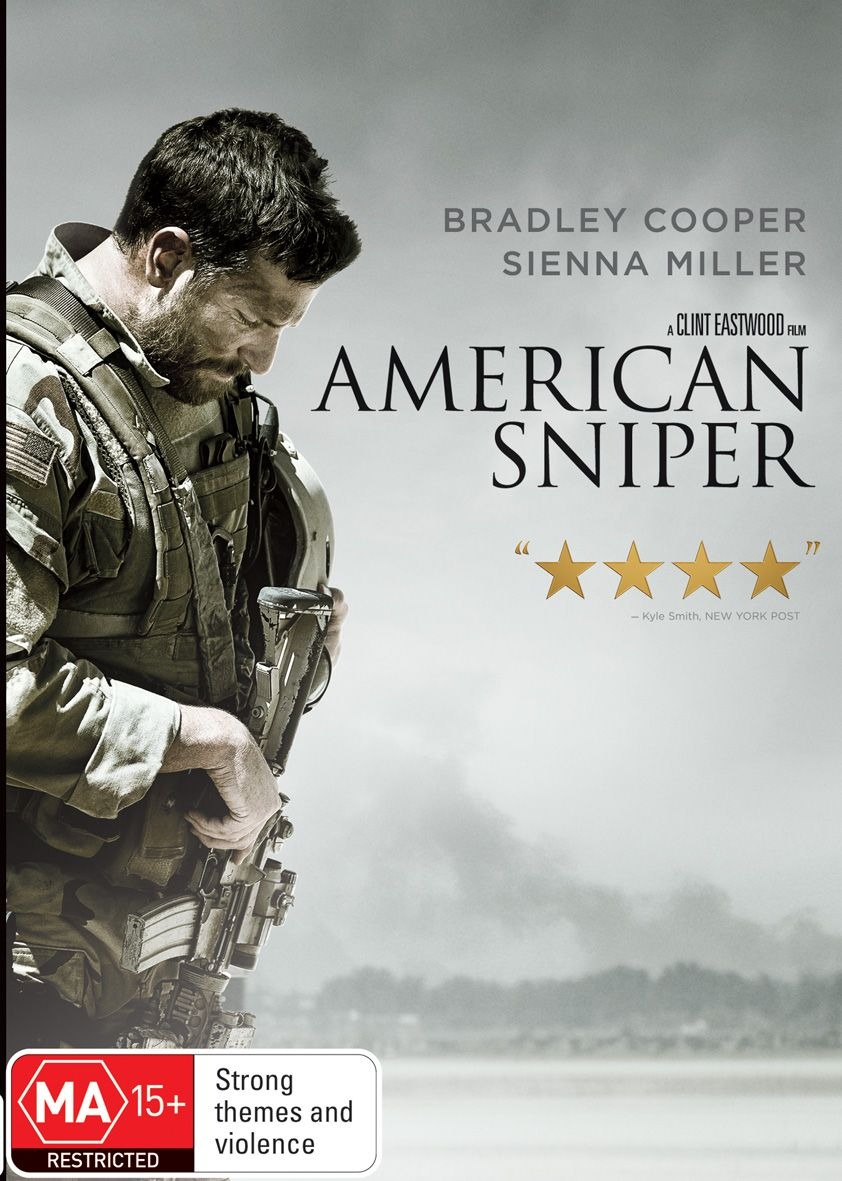 BRADLEY COOPER
SIENNA MILLER
A CLINT EASTWOOD FILM
AMERICAN
SNIPER
“★★★★”
— Kyle Smith, NEW YORK POST
MA 15+
RESTRICTED
Strong
themes and
violence